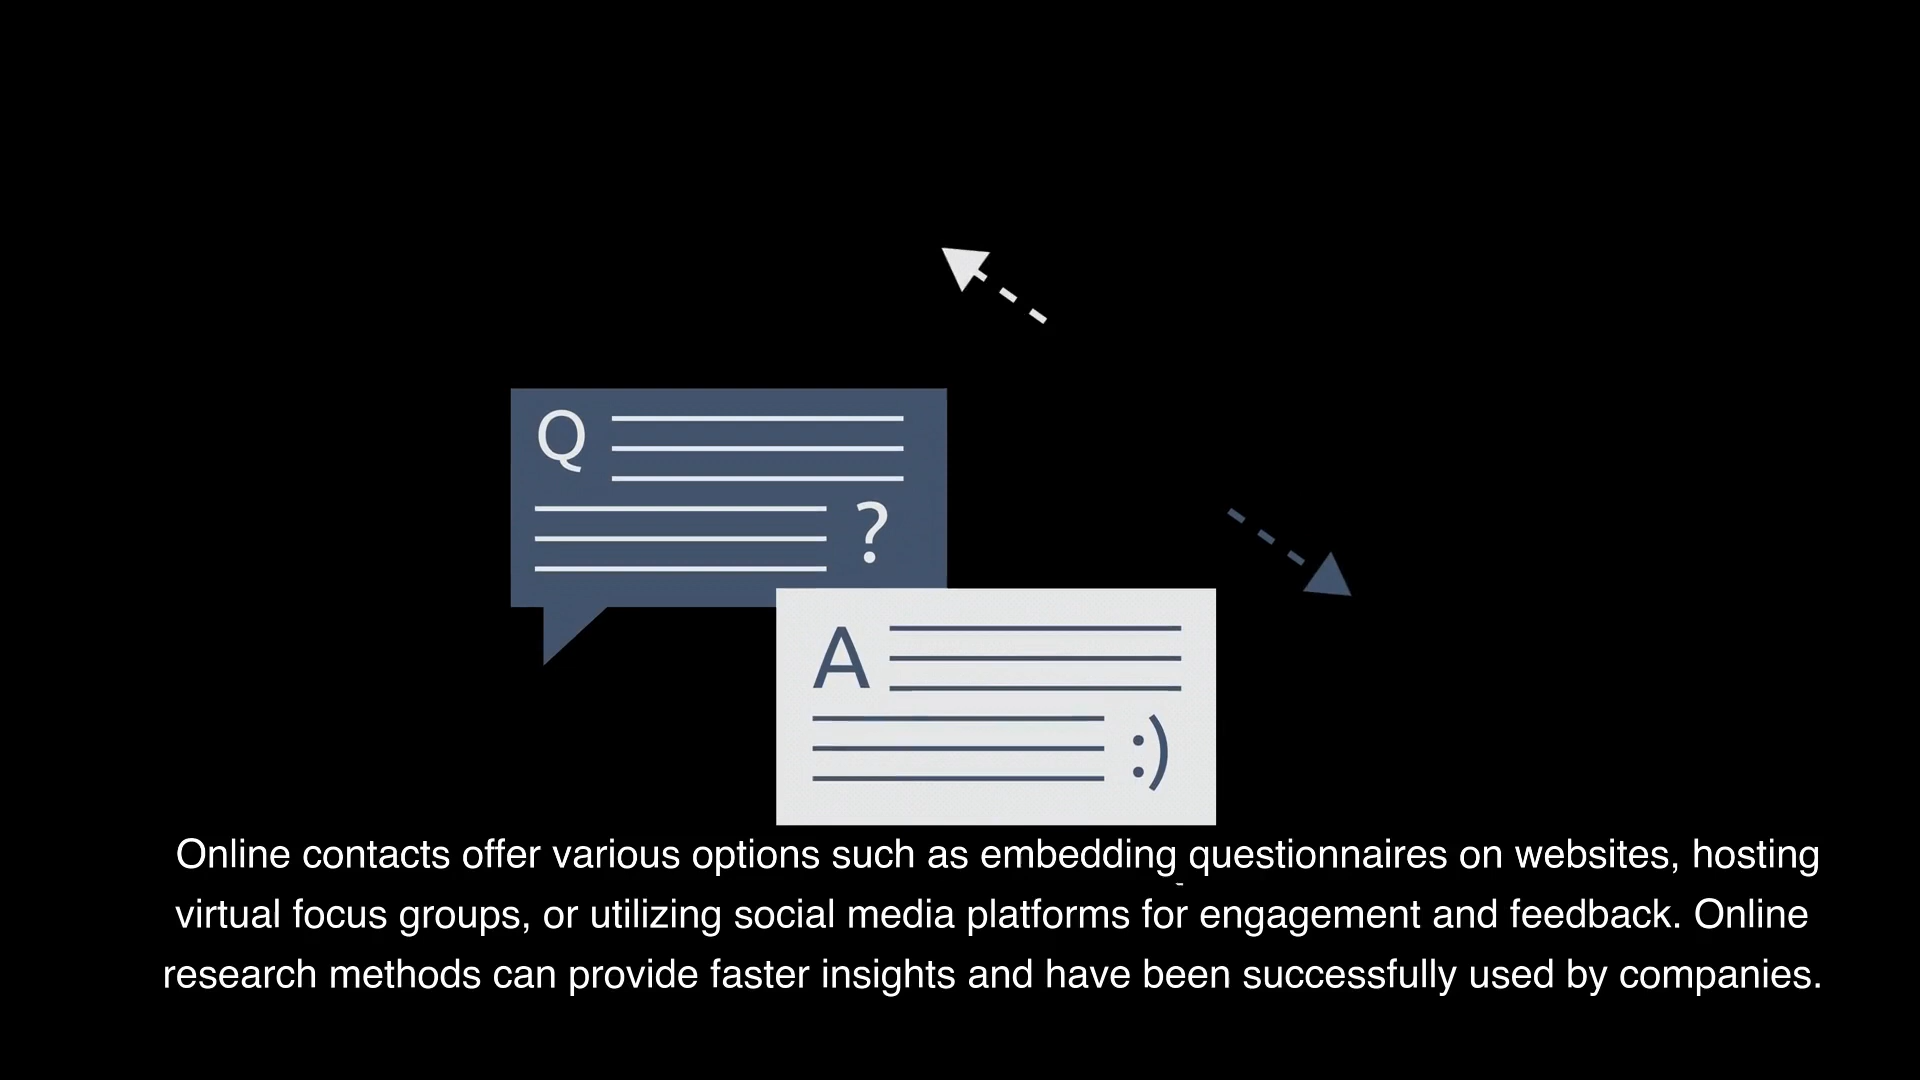 Q
?
A
:)
Online contacts offer various options such as embedding questionnaires on websites, hosting
virtual focus groups, or utilizing social media platforms for engagement and feedback. Online
research methods can provide faster insights and have been successfully used by companies.